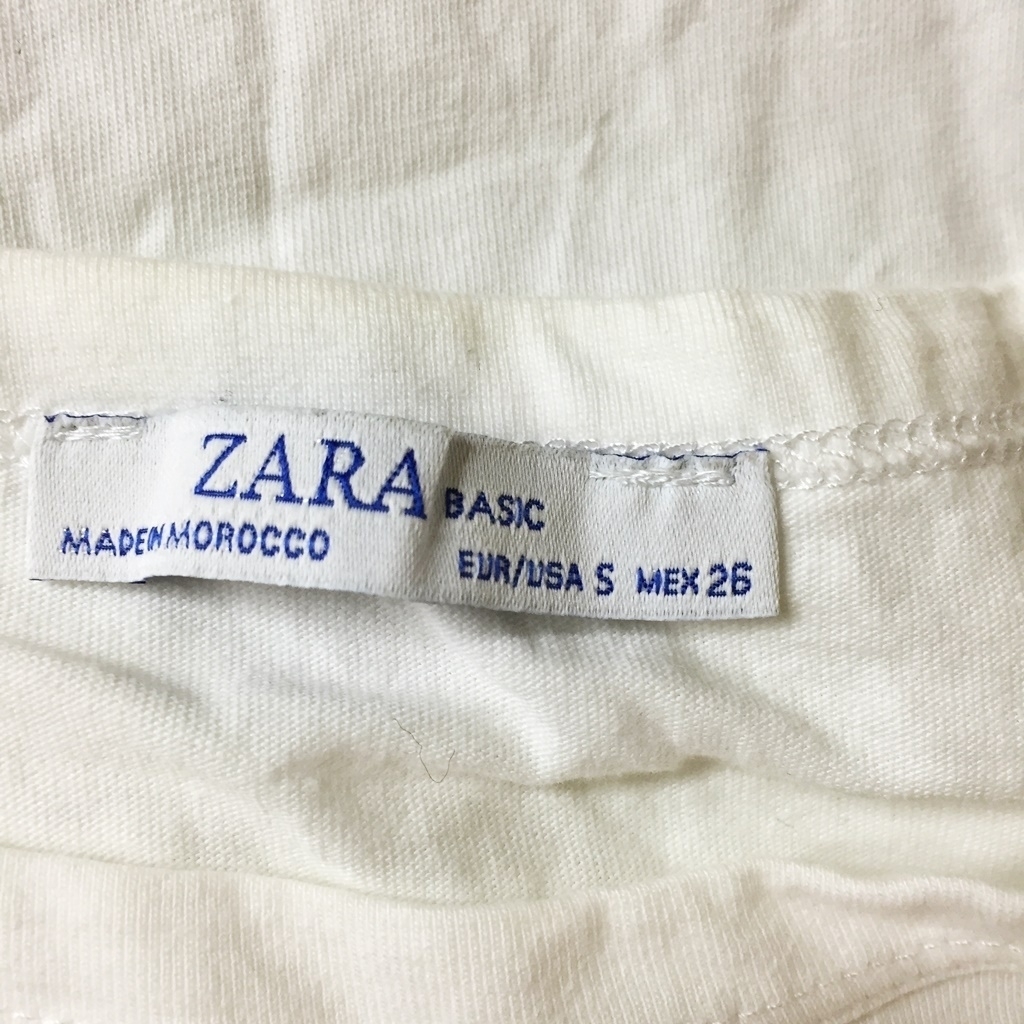 ZARA BASIC
MADE IN MOROCCO
EUR/USA S MEX 26